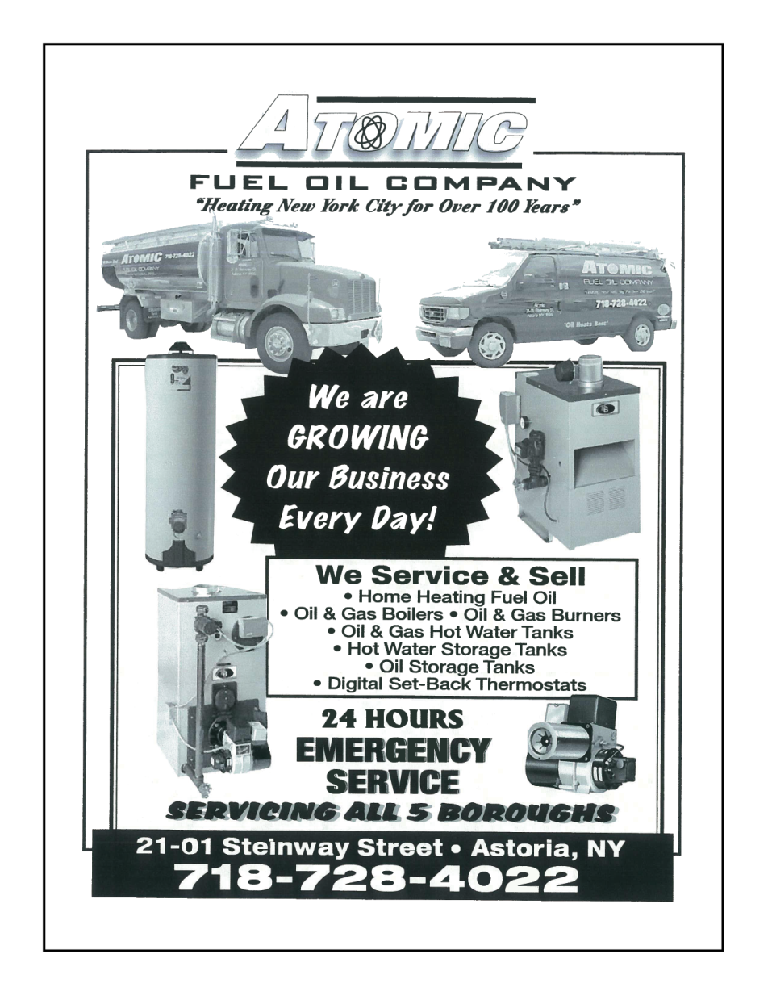 ATOMIC
FUEL OIL COMPANY
"Heating New York City for Over 100 Years"
ATOMIC 718-728-4022
FUEL OIL COMPANY
ATOMIC
FUEL OIL COMPANY
718-728-4022
"Oil Heats Best"
We are
GROWING
Our Business
Every Day!
We Service & Sell
• Home Heating Fuel Oil
• Oil & Gas Boilers • Oil & Gas Burners
• Oil & Gas Hot Water Tanks
• Hot Water Storage Tanks
• Oil Storage Tanks
• Digital Set-Back Thermostats
24 HOURS
EMERGENCY
SERVICE
SERVICING ALL 5 BOROUGHS
21-01 Steinway Street • Astoria, NY
718-728-4022